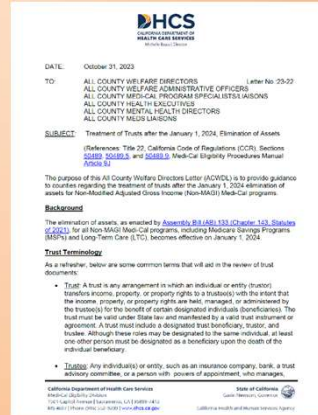 DHCS
CALIFORNIA DEPARTMENT OF
HEALTH CARE SERVICES
Michelle Baass | Director
DATE: October 31, 2023
TO: ALL COUNTY WELFARE DIRECTORS Letter No.:23-22
ALL COUNTY WELFARE ADMINISTRATIVE OFFICERS
ALL COUNTY MEDI-CAL PROGRAM SPECIALISTS/LIAISONS
ALL COUNTY HEALTH EXECUTIVES
ALL COUNTY MENTAL HEALTH DIRECTORS
ALL COUNTY MEDS LIAISONS
SUBJECT: Treatment of Trusts after the January 1, 2024, Elimination of Assets
(References: Title 22, California Code of Regulations (CCR), Sections
50489, 50489.5, and 50489.9, Medi-Cal Eligibility Procedures Manual
Article 9J
The purpose of this All County Welfare Directors Letter (ACWDL) is to provide guidance
to counties regarding the treatment of trusts after the January 1, 2024 elimination of
assets for Non-Modified Adjusted Gross Income (Non-MAGI) Medi-Cal programs.
Background
The elimination of assets, as enacted by Assembly Bill (AB) 133 (Chapter 143, Statutes
of 2021), for all Non-MAGI Medi-Cal programs, including Medicare Savings Programs
(MSPs) and Long-Term Care (LTC), becomes effective on January 1, 2024.
Trust Terminology
As a refresher, below are some common terms that will aid in the review of trust
documents:
• Trust: A trust is any arrangement in which an individual or entity (trustor)
transfers income, property, or property rights to a trustee(s) with the intent that
the income, property, or property rights are held, managed, or administered by
the trustee(s) for the benefit of certain designated individuals (beneficiaries). The
trust must be valid under State law and manifested by a valid trust instrument or
agreement. A trust must include a designated trust beneficiary, trustor, and
trustee. Although these roles may be designated to the same individual, at least
one other person must be designated as a beneficiary upon the death of the
individual beneficiary.
• Trustee: Any individual(s) or entity, such as an insurance company, bank, a trust
advisory committee, or a person with powers of appointment, who manages,
California Department of Health Care Services
Medi-Cal Eligibility Division
State of California
Gavin Newsom, Governor
California Health and Human Services Agency